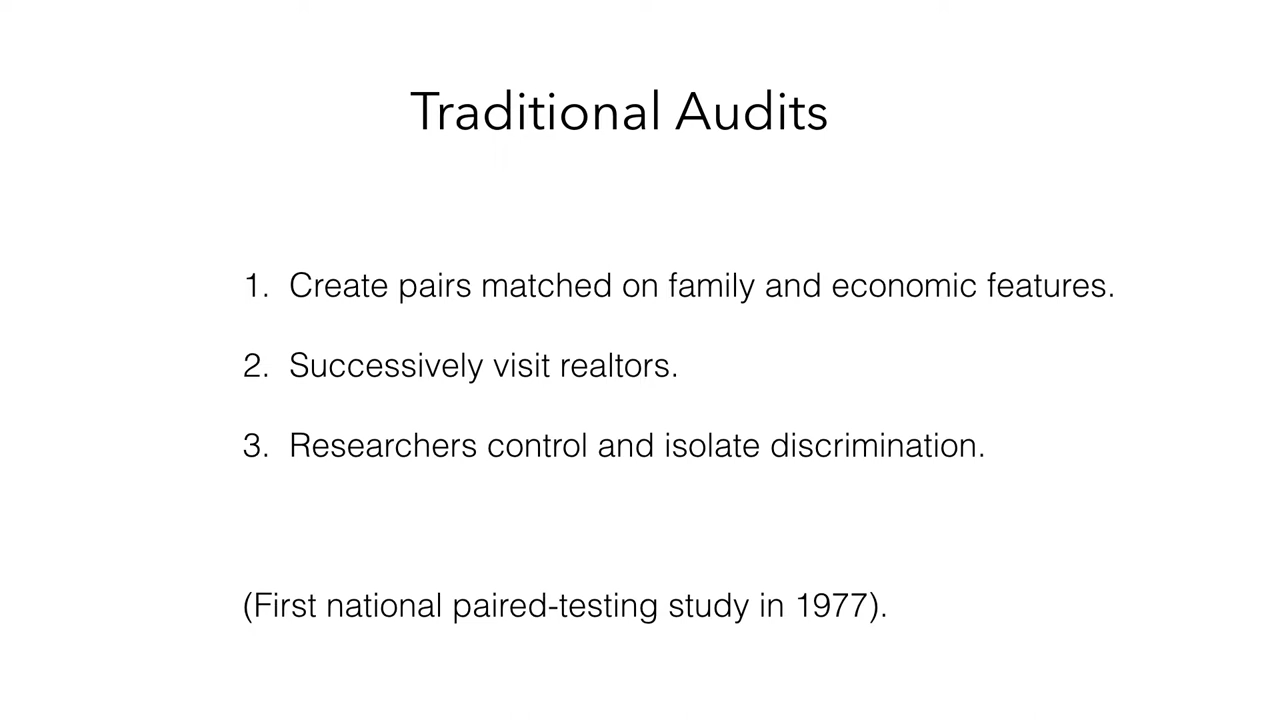 Traditional Audits
1. Create pairs matched on family and economic features.
2. Successively visit realtors.
3. Researchers control and isolate discrimination.
(First national paired-testing study in 1977).